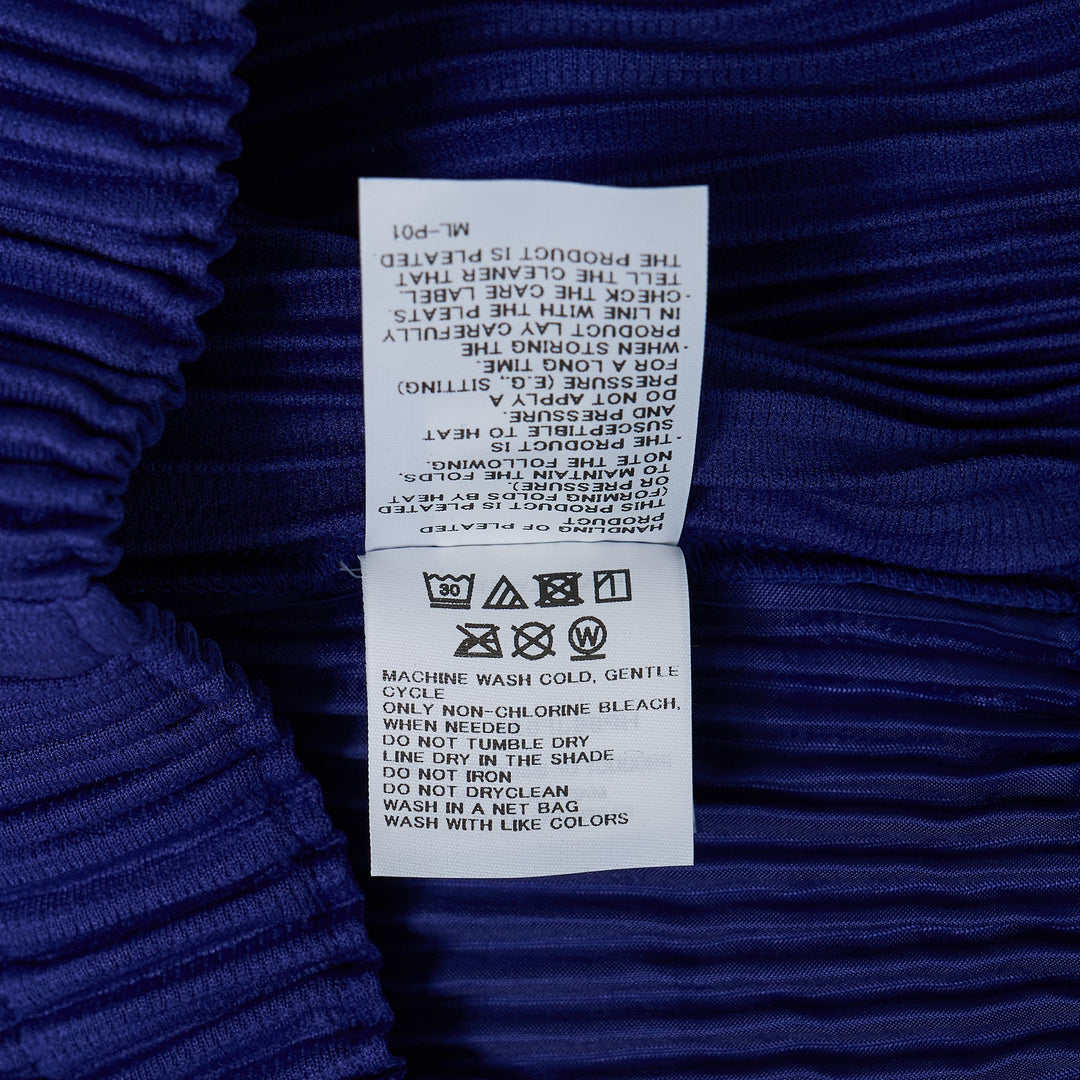 HANDLING OF PLEATED
PRODUCT
THIS PRODUCT IS PLEATED
(FORMING FOLDS BY HEAT
OR PRESSURE).
TO MAINTAIN THE FOLDS,
NOTE THE FOLLOWING.
·THE PRODUCT IS
SUSCEPTIBLE TO HEAT
AND PRESSURE.
DO NOT APPLY A
PRESSURE (E.G., SITTING)
FOR A LONG TIME.
·WHEN STORING THE
PRODUCT LAY CAREFULLY
IN LINE WITH THE PLEATS.
·CHECK THE CARE LABEL.
TELL THE CLEANER THAT
THE PRODUCT IS PLEATED.
ML-P01
30
W
MACHINE WASH COLD, GENTLE
CYCLE
ONLY NON-CHLORINE BLEACH,
WHEN NEEDED
DO NOT TUMBLE DRY
LINE DRY IN THE SHADE
DO NOT IRON
DO NOT DRYCLEAN
WASH IN A NET BAG
WASH WITH LIKE COLORS